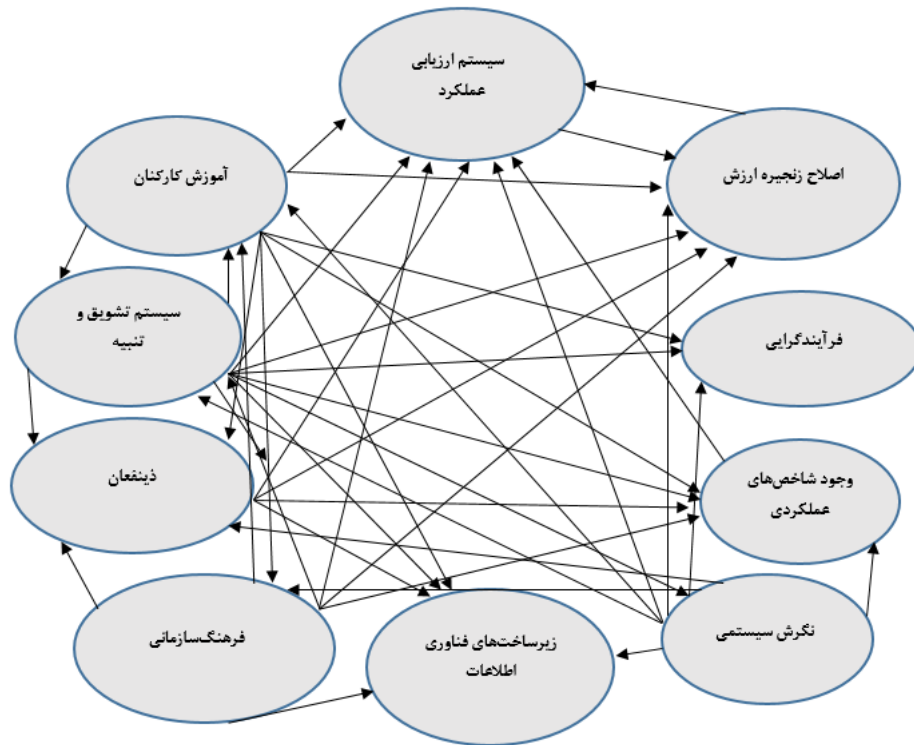 سیستم ارزیابی
عملکرد
اصلاح زنجیره ارزش
آموزش کارکنان
سیستم تشویق و
تنبیه
فرآیندگرایی
ذینفعان
وجود شاخص‌های
عملکردی
فرهنگ‌سازمانی
زیرساخت‌های فناوری
اطلاعات
نگرش سیستمی